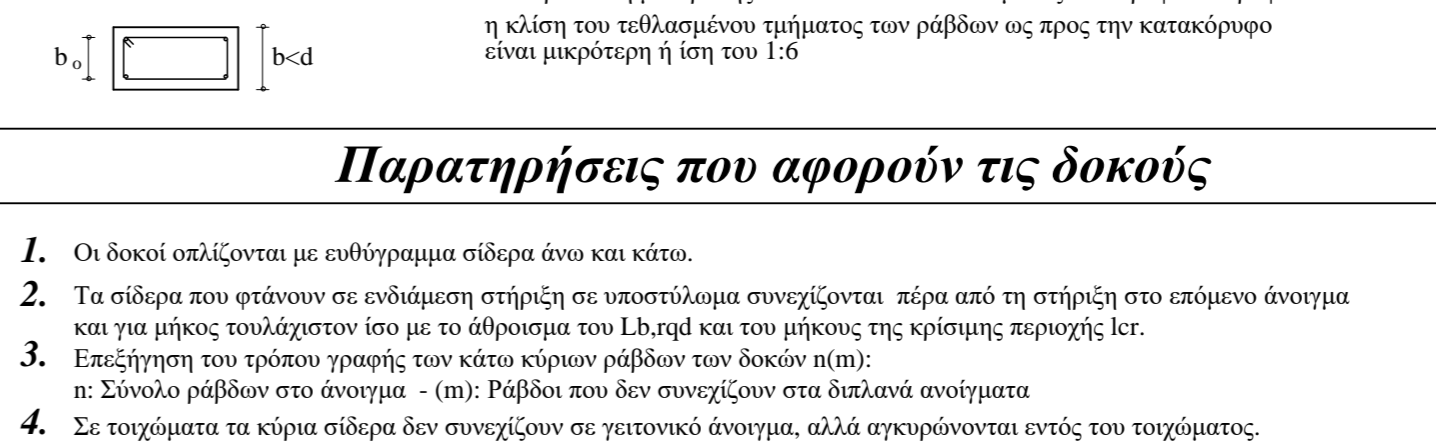 η κλίση του τεθλασμένου τμήματος των ράβδων ως προς την κατακόρυφο
είναι μικρότερη ή ίση του 1:6
b o
b<d
Παρατηρήσεις που αφορούν τις δοκούς
1. Οι δοκοί οπλίζονται με ευθύγραμμα σίδερα άνω και κάτω.
2. Τα σίδερα που φτάνουν σε ενδιάμεση στήριξη σε υποστύλωμα συνεχίζονται πέρα από τη στήριξη στο επόμενο άνοιγμα
και για μήκος τουλάχιστον ίσο με το άθροισμα του Lb,rqd και του μήκους της κρίσιμης περιοχής lcr.
3. Επεξήγηση του τρόπου γραφής των κάτω κύριων ράβδων των δοκών n(m):
n: Σύνολο ράβδων στο άνοιγμα - (m): Ράβδοι που δεν συνεχίζουν στα διπλανά ανοίγματα
4. Σε τοιχώματα τα κύρια σίδερα δεν συνεχίζουν σε γειτονικό άνοιγμα, αλλά αγκυρώνονται εντός του τοιχώματος.